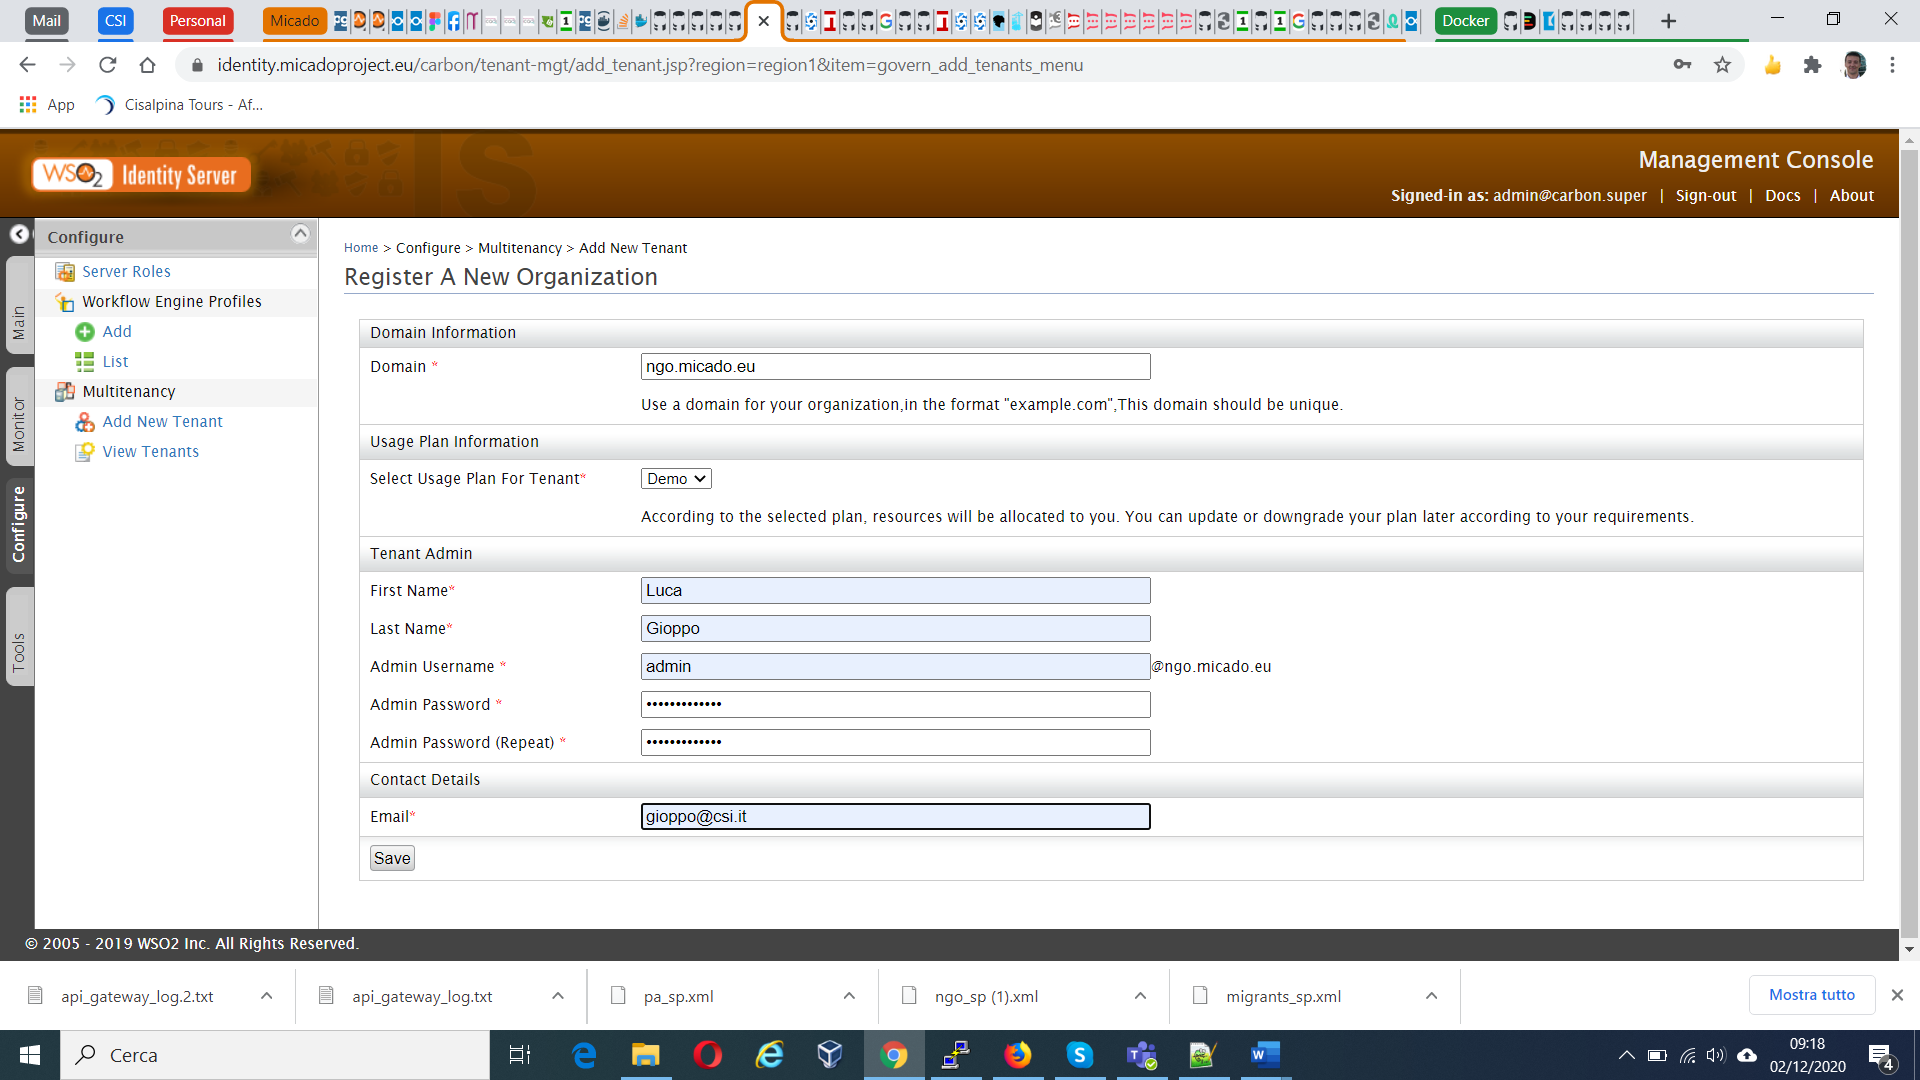 Mail
CSI
Personal
Micado
Docker
identity.micadoproject.eu/carbon/tenant-mgt/add_tenant.jsp?region=region1&item=govern_add_tenants_menu
App
Cisalpina Tours - Af...
WSO2 Identity Server
Management Console
Signed-in as: admin@carbon.super | Sign-out | Docs | About
Configure
Server Roles
Workflow Engine Profiles
Add
List
Multitenancy
Add New Tenant
View Tenants
Main
Monitor
Configure
Tools
Home > Configure > Multitenancy > Add New Tenant
Register A New Organization
Domain Information
Domain *
ngo.micado.eu
Use a domain for your organization,in the format "example.com",This domain should be unique.
Usage Plan Information
Select Usage Plan For Tenant*
Demo
According to the selected plan, resources will be allocated to you. You can update or downgrade your plan later according to your requirements.
Tenant Admin
First Name*
Luca
Last Name*
Gioppo
Admin Username *
admin
@ngo.micado.eu
Admin Password *
•••••••••••••
Admin Password (Repeat) *
•••••••••••••
Contact Details
Email*
gioppo@csi.it
Save
© 2005 - 2019 WSO2 Inc. All Rights Reserved.
api_gateway_log.2.txt
api_gateway_log.txt
pa_sp.xml
ngo_sp (1).xml
migrants_sp.xml
Mostra tutto
Cerca
09:18
02/12/2020
4